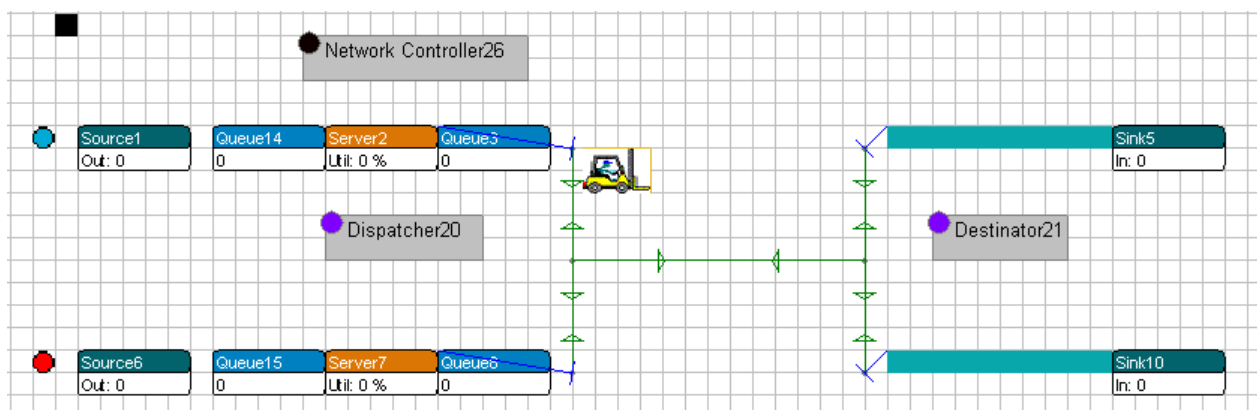 Network Controller26
Source1 Queue14 Server2 Queue3 Sink5
Out: 0 0 Util: 0 % 0 In: 0
Dispatcher20 Destinator21
Source6 Queue15 Server7 Queue8 Sink10
Out: 0 0 Util: 0 % 0 In: 0